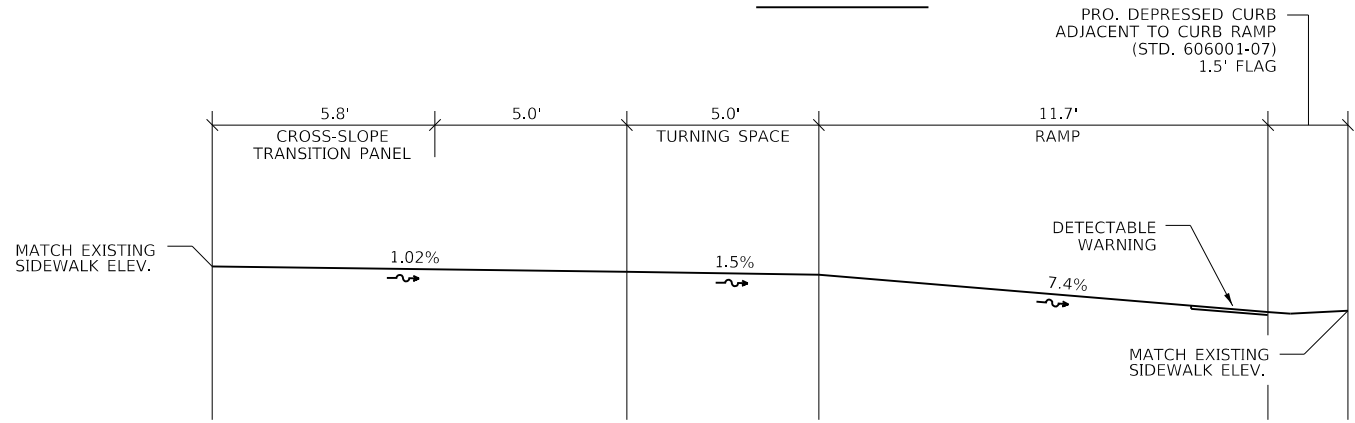 PRO. DEPRESSED CURB
ADJACENT TO CURB RAMP
(STD. 606001-07)
1.5' FLAG
5.8'
5.0'
5.0'
11.7'
CROSS-SLOPE
TRANSITION PANEL
TURNING SPACE
RAMP
MATCH EXISTING
SIDEWALK ELEV.
1.02%
1.5%
7.4%
DETECTABLE
WARNING
MATCH EXISTING
SIDEWALK ELEV.